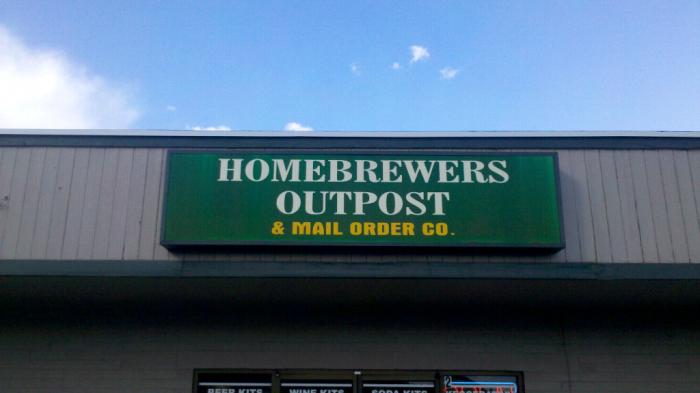 HOMEBREWERS
OUTPOST
& MAIL ORDER CO.
BEER KITS
WINE KITS
SODA KITS